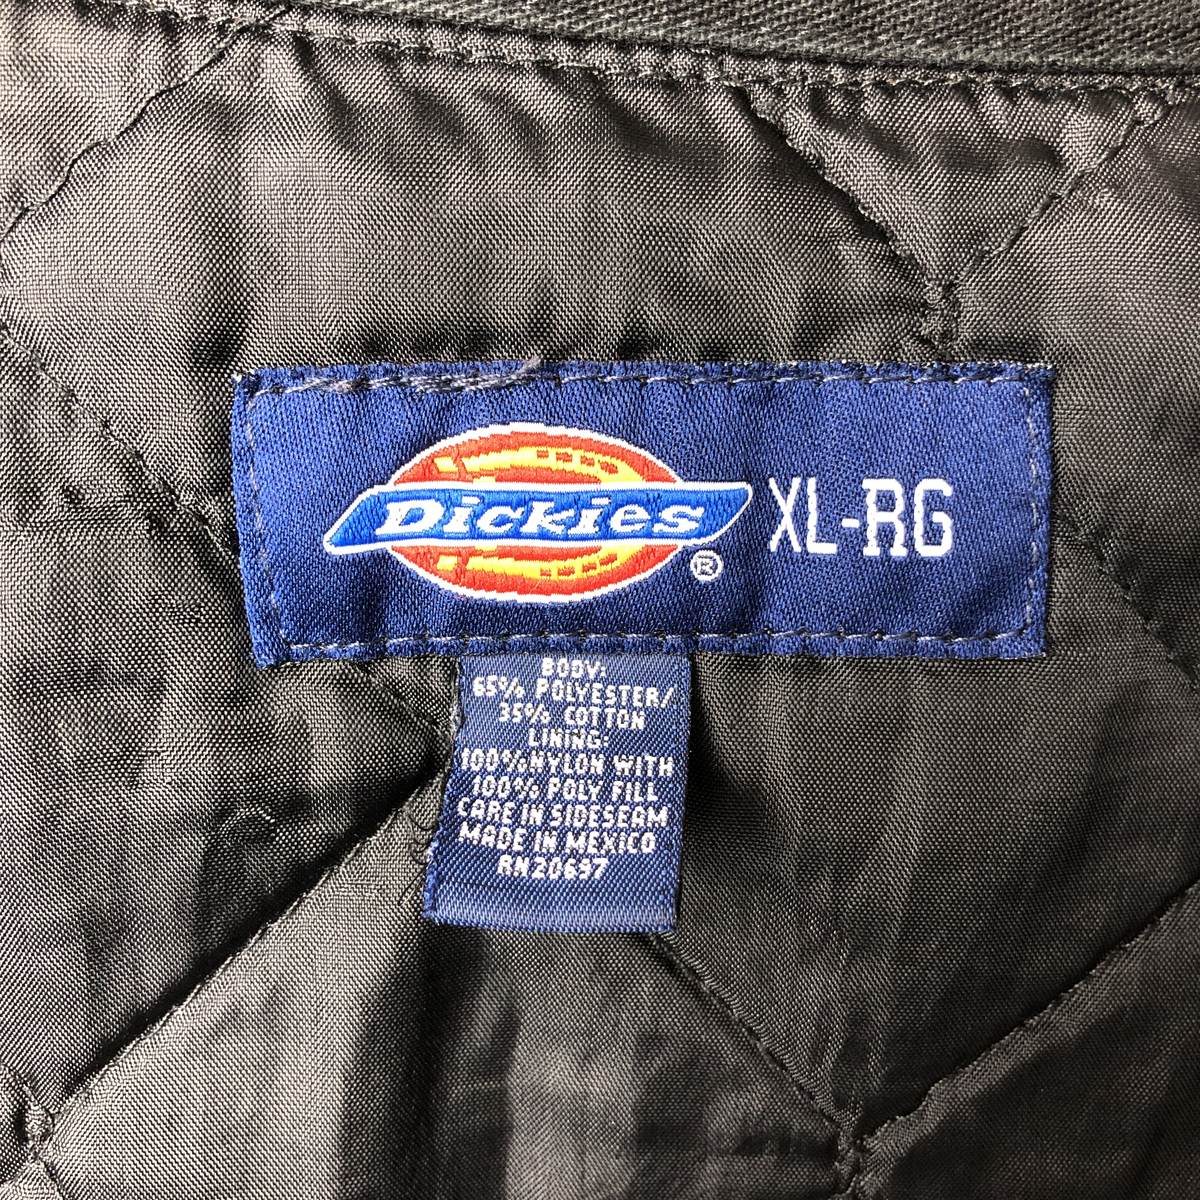 Dickies® XL-RG
BODY:
65% POLYESTER/
35% COTTON
LINING:
100% NYLON WITH
100% POLY FILL
CARE IN SIDESEAM
MADE IN MEXICO
RN20697